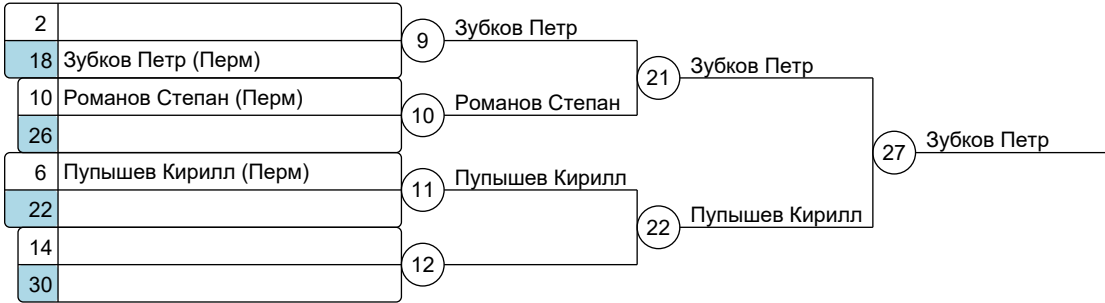 2
9
Зубков Петр
18 Зубков Петр (Перм)
21
Зубков Петр
10 Романов Степан (Перм)
10
Романов Степан
26
27
Зубков Петр
6 Пупышев Кирилл (Перм)
11
Пупышев Кирилл
22
22
Пупышев Кирилл
14
12
30